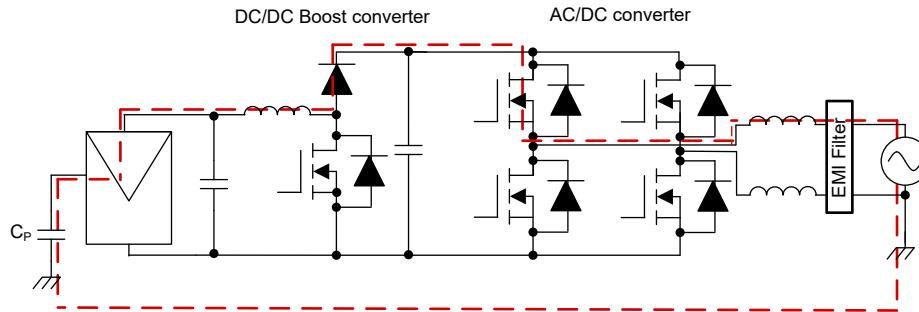 DC/DC Boost converter
AC/DC converter
EMI Filter
CP